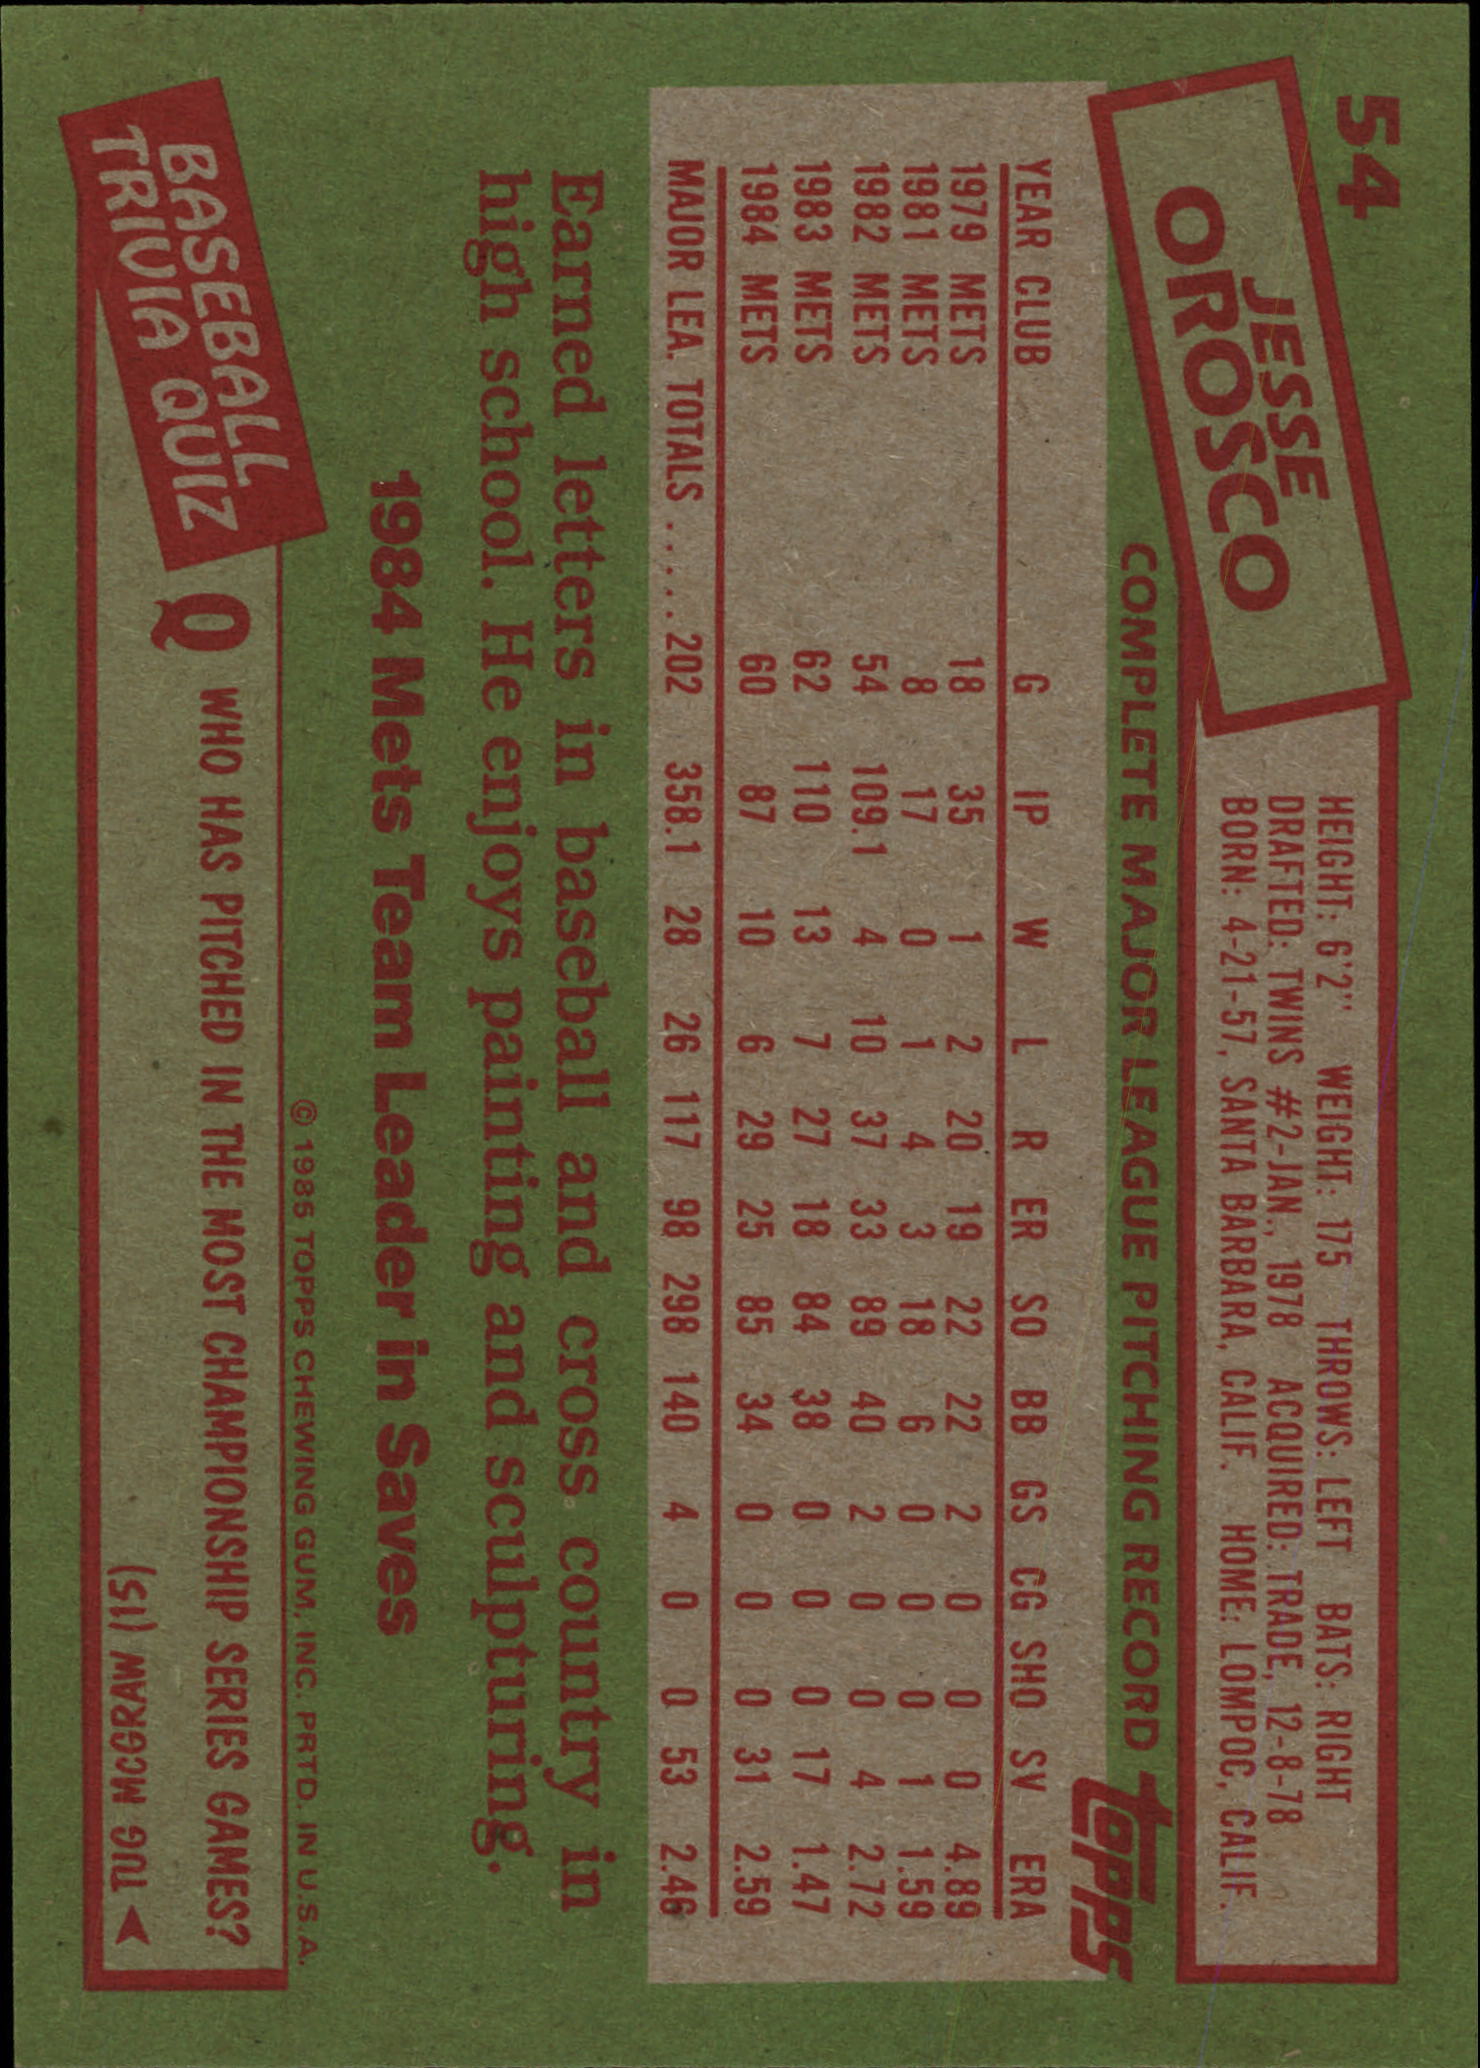 54
JESSE
OROSCO
HEIGHT: 6'2" WEIGHT: 175 THROWS: LEFT BATS: RIGHT
DRAFTED: TWINS #2-JAN., 1978 ACQUIRED: TRADE, 12-8-78
BORN: 4-21-57, SANTA BARBARA, CALIF. HOME: LOMPOC, CALIF.
COMPLETE MAJOR LEAGUE PITCHING RECORD
Topps
YEAR CLUB G IP W L R ER SO BB GS CG SHO SV ERA
1979 METS 18 35 1 2 20 19 22 22 2 0 0 0 4.89
1981 METS 8 17 0 1 4 3 18 6 0 0 0 1 1.59
1982 METS 54 109.1 4 10 37 33 89 40 2 0 0 4 2.72
1983 METS 62 110 13 7 27 18 84 38 0 0 0 17 1.47
1984 METS 60 87 10 6 29 25 85 34 0 0 0 31 2.59
MAJOR LEA. TOTALS ..... 202 358.1 28 26 117 98 298 140 4 0 0 53 2.46
Earned letters in baseball and cross country in
high school. He enjoys painting and sculpturing.
1984 Mets Team Leader in Saves
© 1985 TOPPS CHEWING GUM, INC. PRTD. IN U.S.A.
BASEBALL
TRIVIA QUIZ
Q WHO HAS PITCHED IN THE MOST CHAMPIONSHIP SERIES GAMES?
TUG MCGRAW (15)